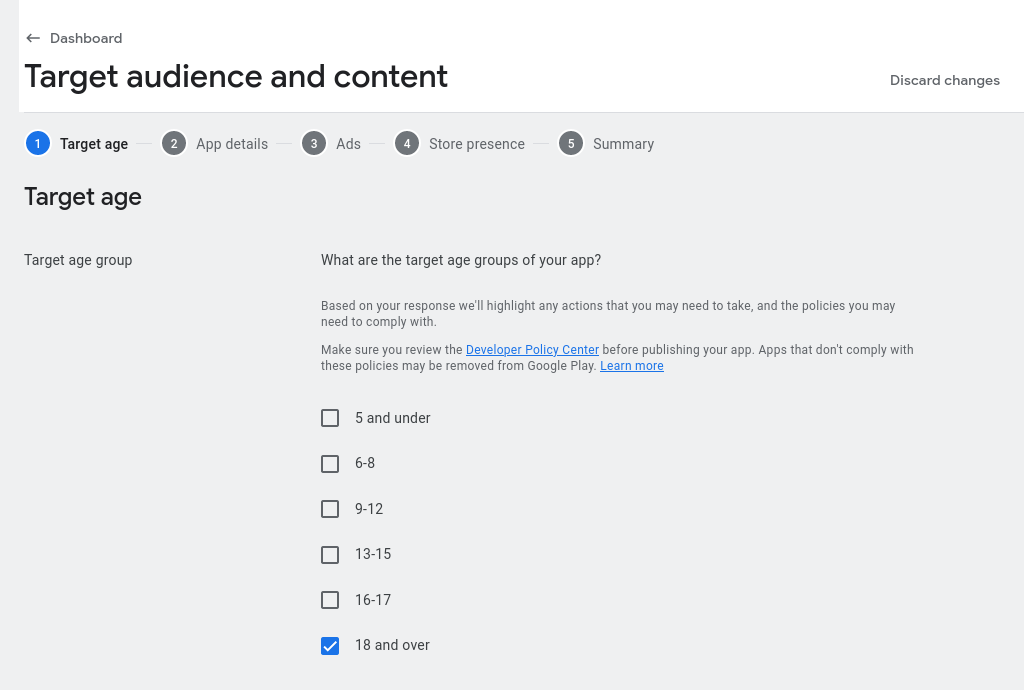 ← Dashboard
Target audience and content
Discard changes
1 Target age 2 App details 3 Ads 4 Store presence 5 Summary
Target age
Target age group
What are the target age groups of your app?
Based on your response we'll highlight any actions that you may need to take, and the policies you may
need to comply with.
Make sure you review the Developer Policy Center before publishing your app. Apps that don't comply with
these policies may be removed from Google Play. Learn more
5 and under
6-8
9-12
13-15
16-17
18 and over